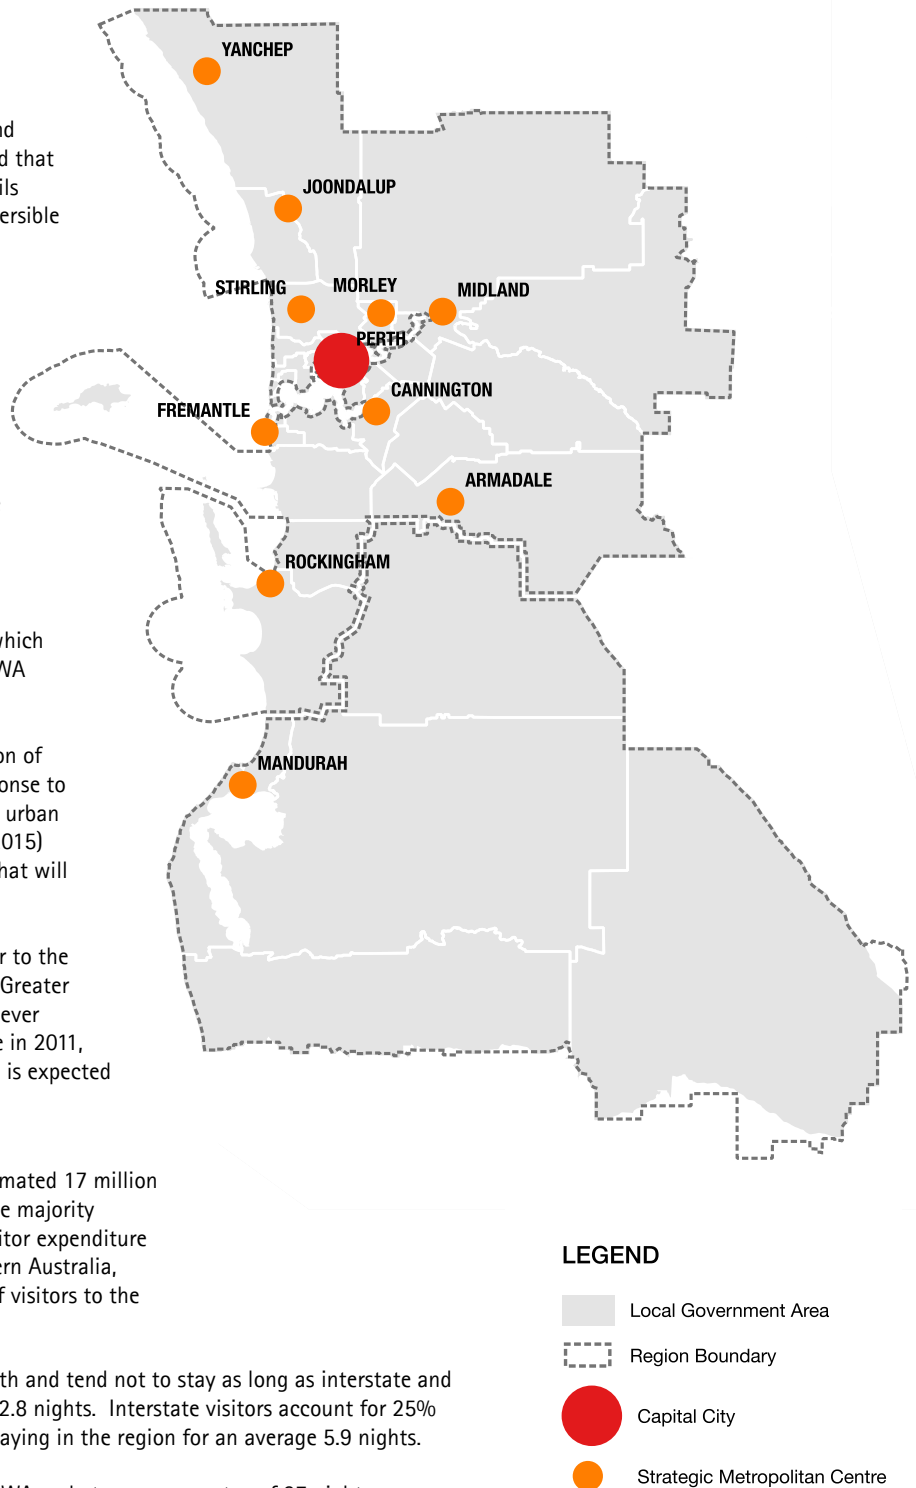 YANCHEP
nd
d that
ils
ersible
JOONDALUP
STIRLING
MORLEY
MIDLAND
PERTH
CANNINGTON
FREMANTLE
ARMADALE
ROCKINGHAM
which
WA
on of
onse to
urban
015)
hat will
MANDURAH
r to the
Greater
ever
e in 2011,
is expected
mated 17 million
e majority
itor expenditure
ern Australia,
f visitors to the
th and tend not to stay as long as interstate and
2.8 nights. Interstate visitors account for 25%
aying in the region for an average 5.9 nights.
LEGEND
Local Government Area
Region Boundary
Capital City
Strategic Metropolitan Centre